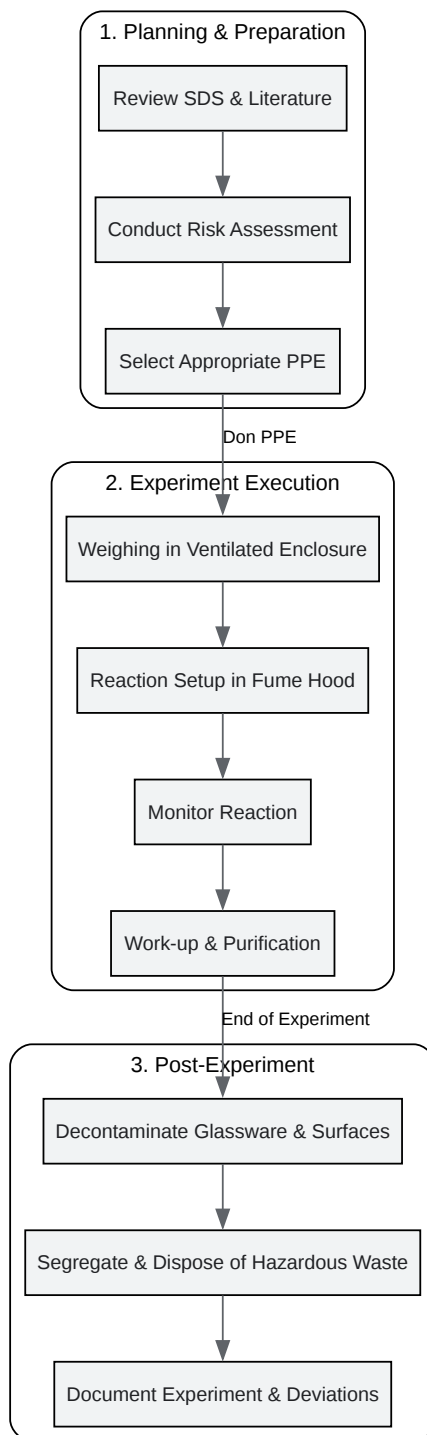 1. Planning & Preparation
Review SDS & Literature
Conduct Risk Assessment
Select Appropriate PPE
Don PPE
2. Experiment Execution
Weighing in Ventilated Enclosure
Reaction Setup in Fume Hood
Monitor Reaction
Work-up & Purification
End of Experiment
3. Post-Experiment
Decontaminate Glassware & Surfaces
Segregate & Dispose of Hazardous Waste
Document Experiment & Deviations